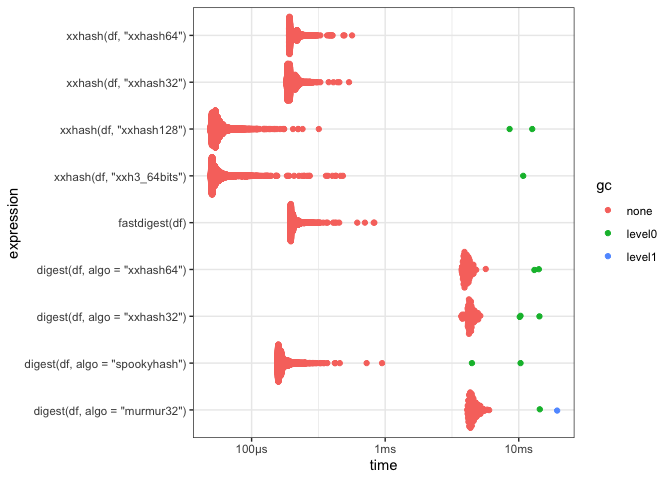 xxhash(df, "xxhash64")
xxhash(df, "xxhash32")
xxhash(df, "xxhash128")
xxhash(df, "xxh3_64bits")
fastdigest(df)
digest(df, algo = "xxhash64")
digest(df, algo = "xxhash32")
digest(df, algo = "spookyhash")
digest(df, algo = "murmur32")
expression
100µs 1ms 10ms
time
gc
none
level0
level1